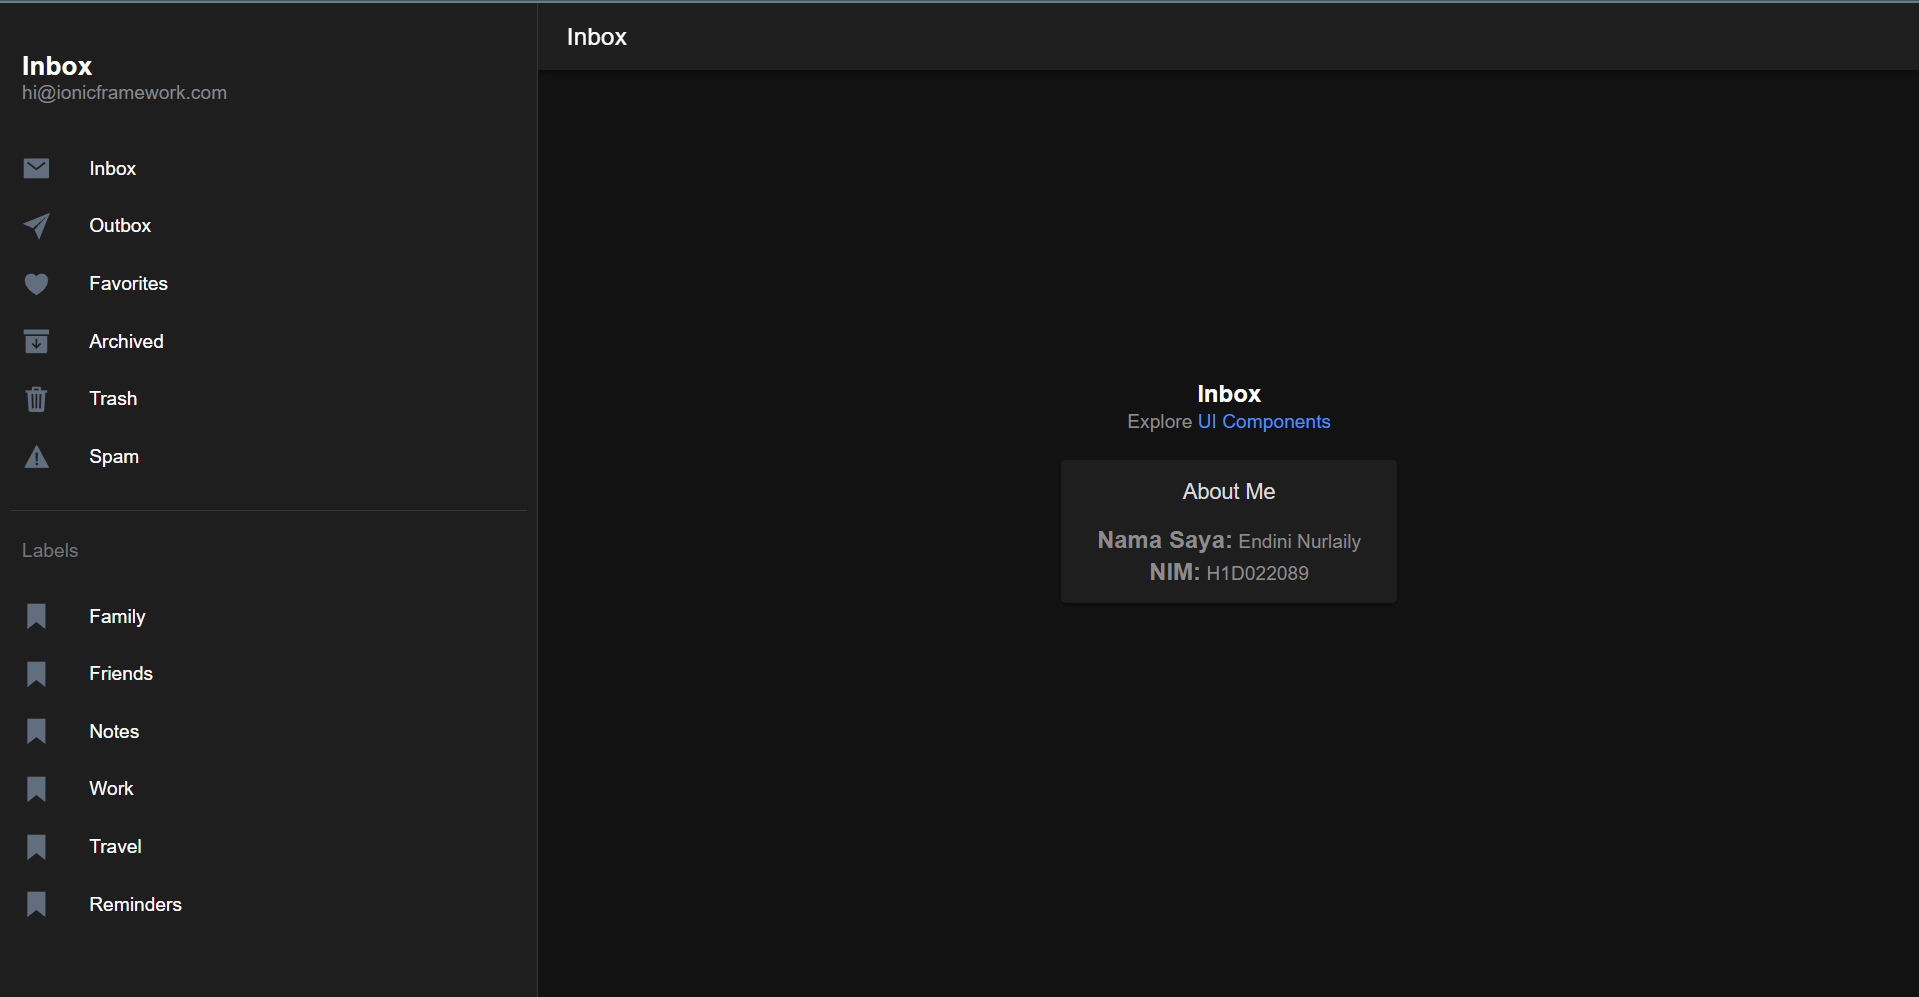 Inbox
hi@ionicframework.com
Inbox
Outbox
Favorites
Archived
Trash
Spam
Labels
Family
Friends
Notes
Work
Travel
Reminders
Inbox
Inbox
Explore UI Components
About Me
Nama Saya: Endini Nurlaily
NIM: H1D022089